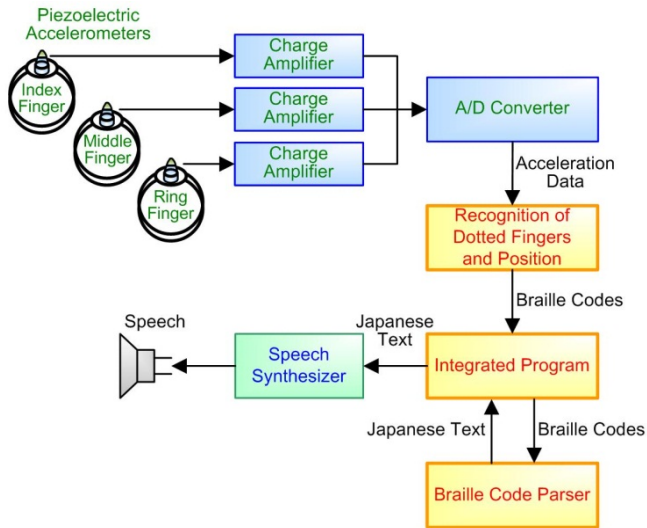 Piezoelectric
Accelerometers
Index
Finger
Middle
Finger
Ring
Finger
Charge
Amplifier
Charge
Amplifier
Charge
Amplifier
A/D Converter
Acceleration
Data
Recognition of
Dotted Fingers
and Position
Braille Codes
Integrated Program
Japanese
Text
Speech
Synthesizer
Speech
Japanese Text
Braille Codes
Braille Code Parser